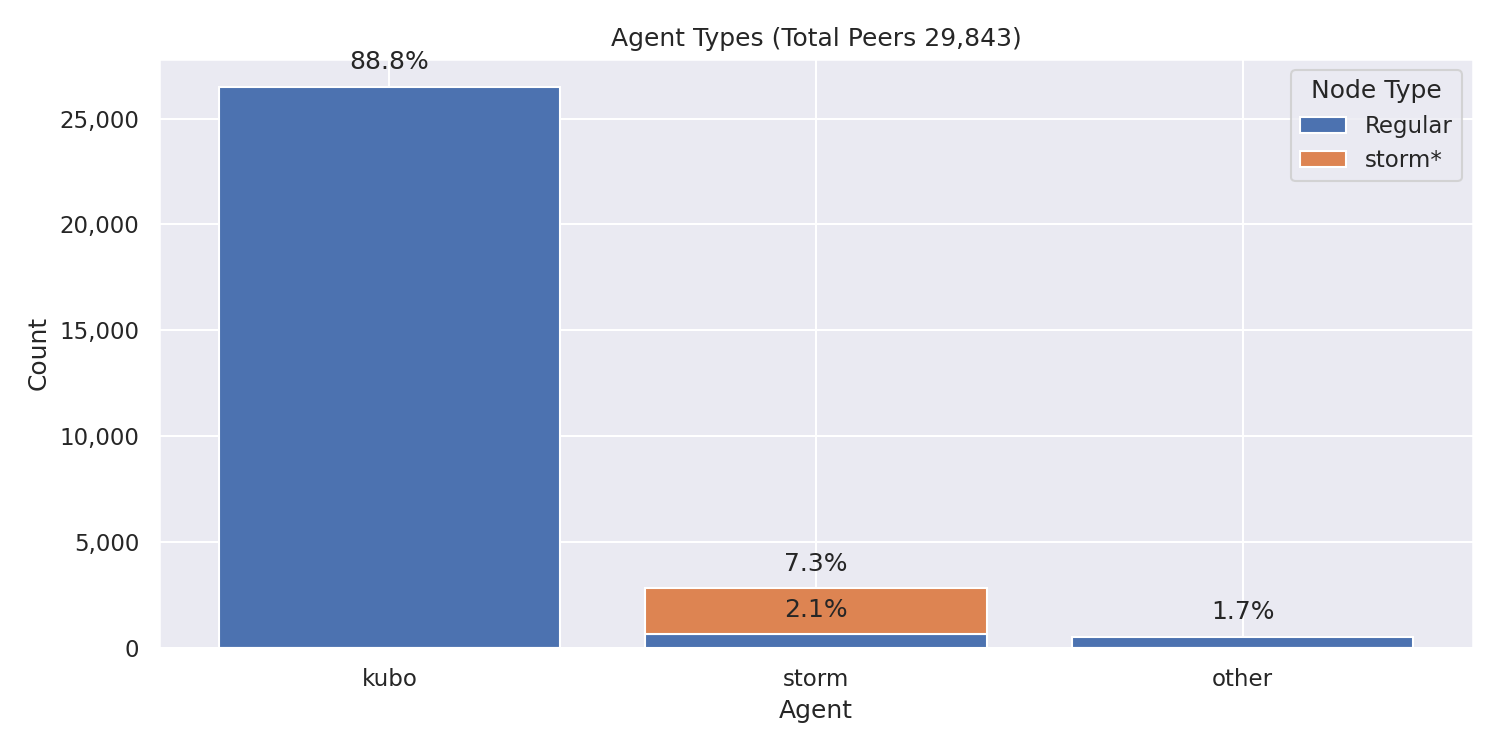 Agent Types (Total Peers 29,843)
88.8%
Node Type
Regular
storm*
25,000
20,000
15,000
10,000
5,000
0
Count
7.3%
2.1%
1.7%
kubo
storm
other
Agent